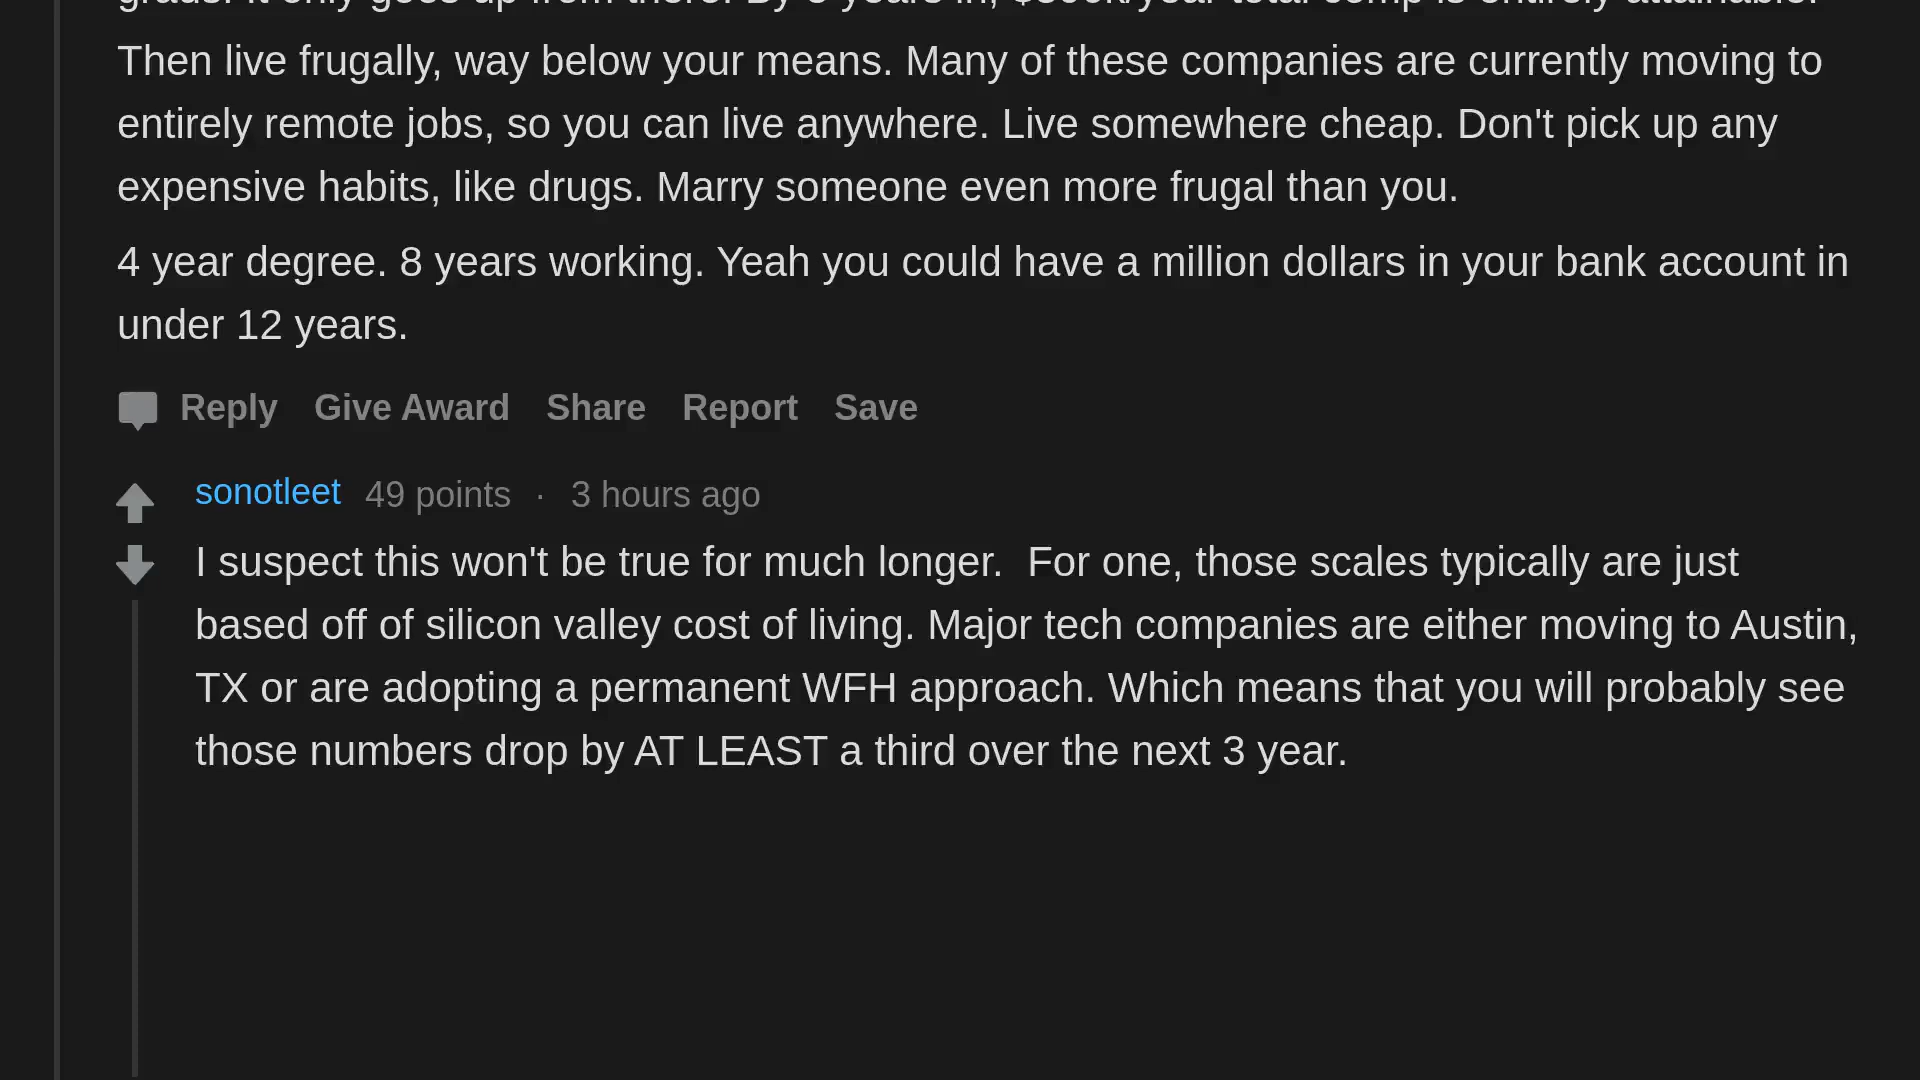 Then live frugally, way below your means. Many of these companies are currently moving to
entirely remote jobs, so you can live anywhere. Live somewhere cheap. Don't pick up any
expensive habits, like drugs. Marry someone even more frugal than you.
4 year degree. 8 years working. Yeah you could have a million dollars in your bank account in
under 12 years.
Reply Give Award Share Report Save
sonotleet 49 points · 3 hours ago
I suspect this won't be true for much longer.  For one, those scales typically are just
based off of silicon valley cost of living. Major tech companies are either moving to Austin,
TX or are adopting a permanent WFH approach. Which means that you will probably see
those numbers drop by AT LEAST a third over the next 3 year.